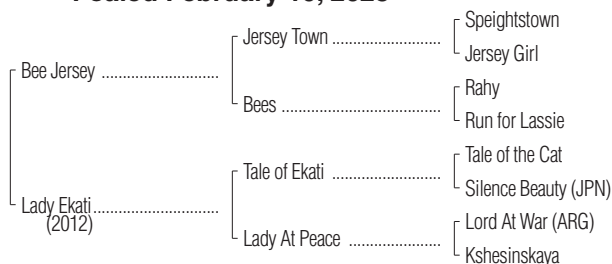 Foaled February 16, 2023
Speightstown
Jersey Town
Jersey Girl
Bee Jersey
Rahy
Bees
Run for Lassie
Tale of the Cat
Tale of Ekati
Silence Beauty (JPN)
Lady Ekati
(2012)
Lord At War (ARG)
Lady At Peace
Kshesinskaya